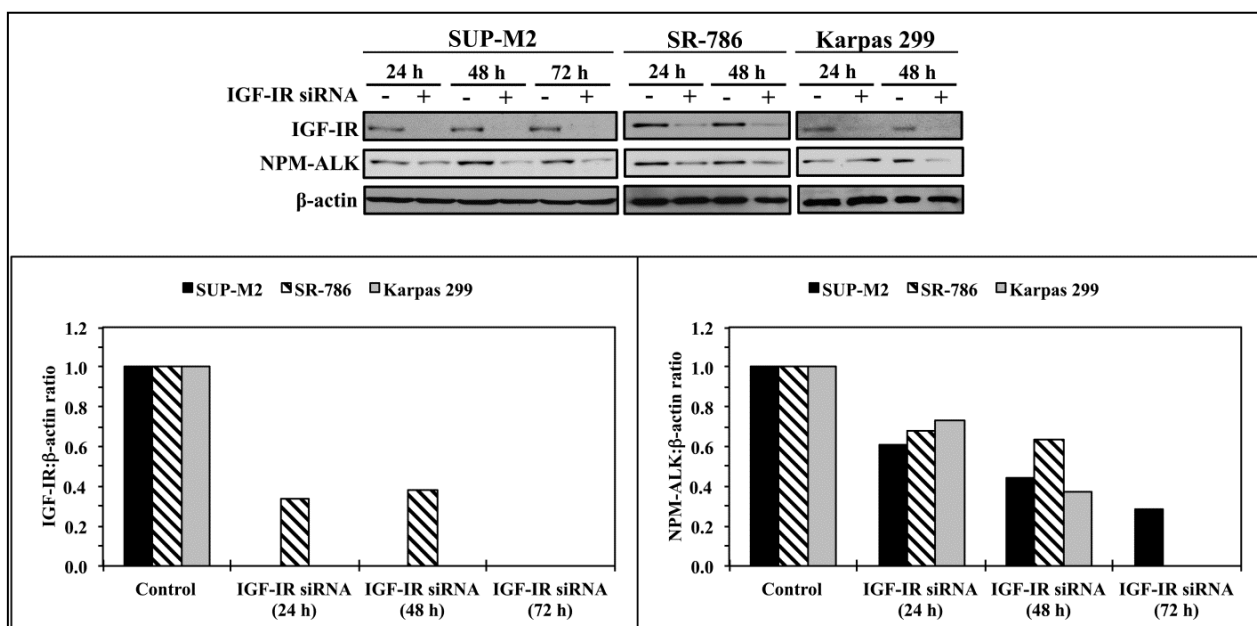 SUP-M2 SR-786 Karpas 299
24 h 48 h 72 h 24 h 48 h 24 h 48 h
IGF-IR siRNA - + - + - + - + - + - + - +
IGF-IR
NPM-ALK
β-actin
SUP-M2 SR-786 Karpas 299
IGF-IR:β-actin ratio
1.2
1.0
0.8
0.6
0.4
0.2
0.0
Control IGF-IR siRNA IGF-IR siRNA IGF-IR siRNA
(24 h) (48 h) (72 h)
SUP-M2 SR-786 Karpas 299
NPM-ALK:β-actin ratio
1.2
1.0
0.8
0.6
0.4
0.2
0.0
Control IGF-IR siRNA IGF-IR siRNA IGF-IR siRNA
(24 h) (48 h) (72 h)